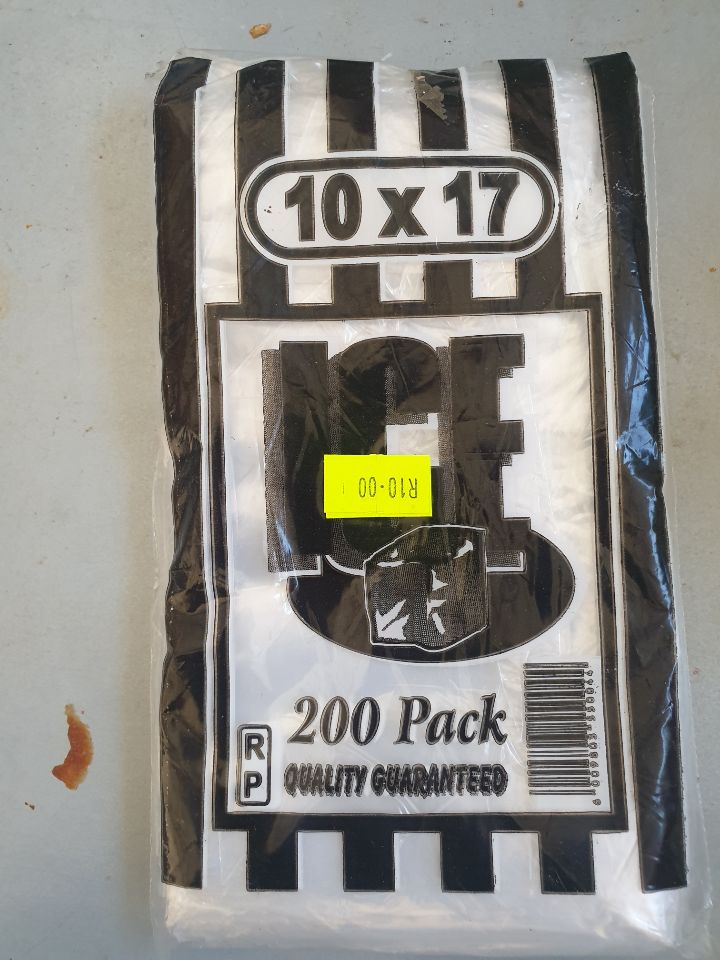 10 x 17
ICE
R10.00
200 Pack
RP
QUALITY GUARANTEED